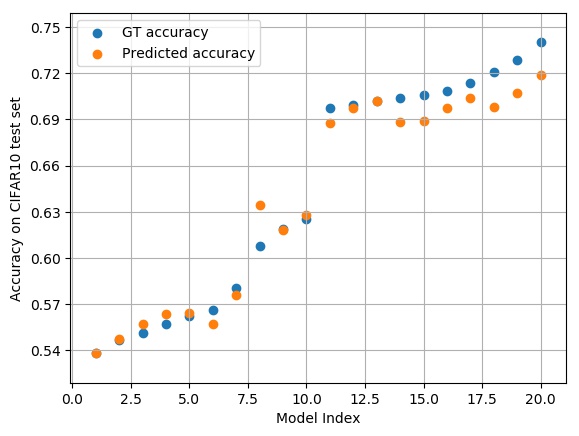 GT accuracy
Predicted accuracy
Accuracy on CIFAR10 test set
0.75
0.72
0.69
0.66
0.63
0.60
0.57
0.54
0.0 2.5 5.0 7.5 10.0 12.5 15.0 17.5 20.0
Model Index